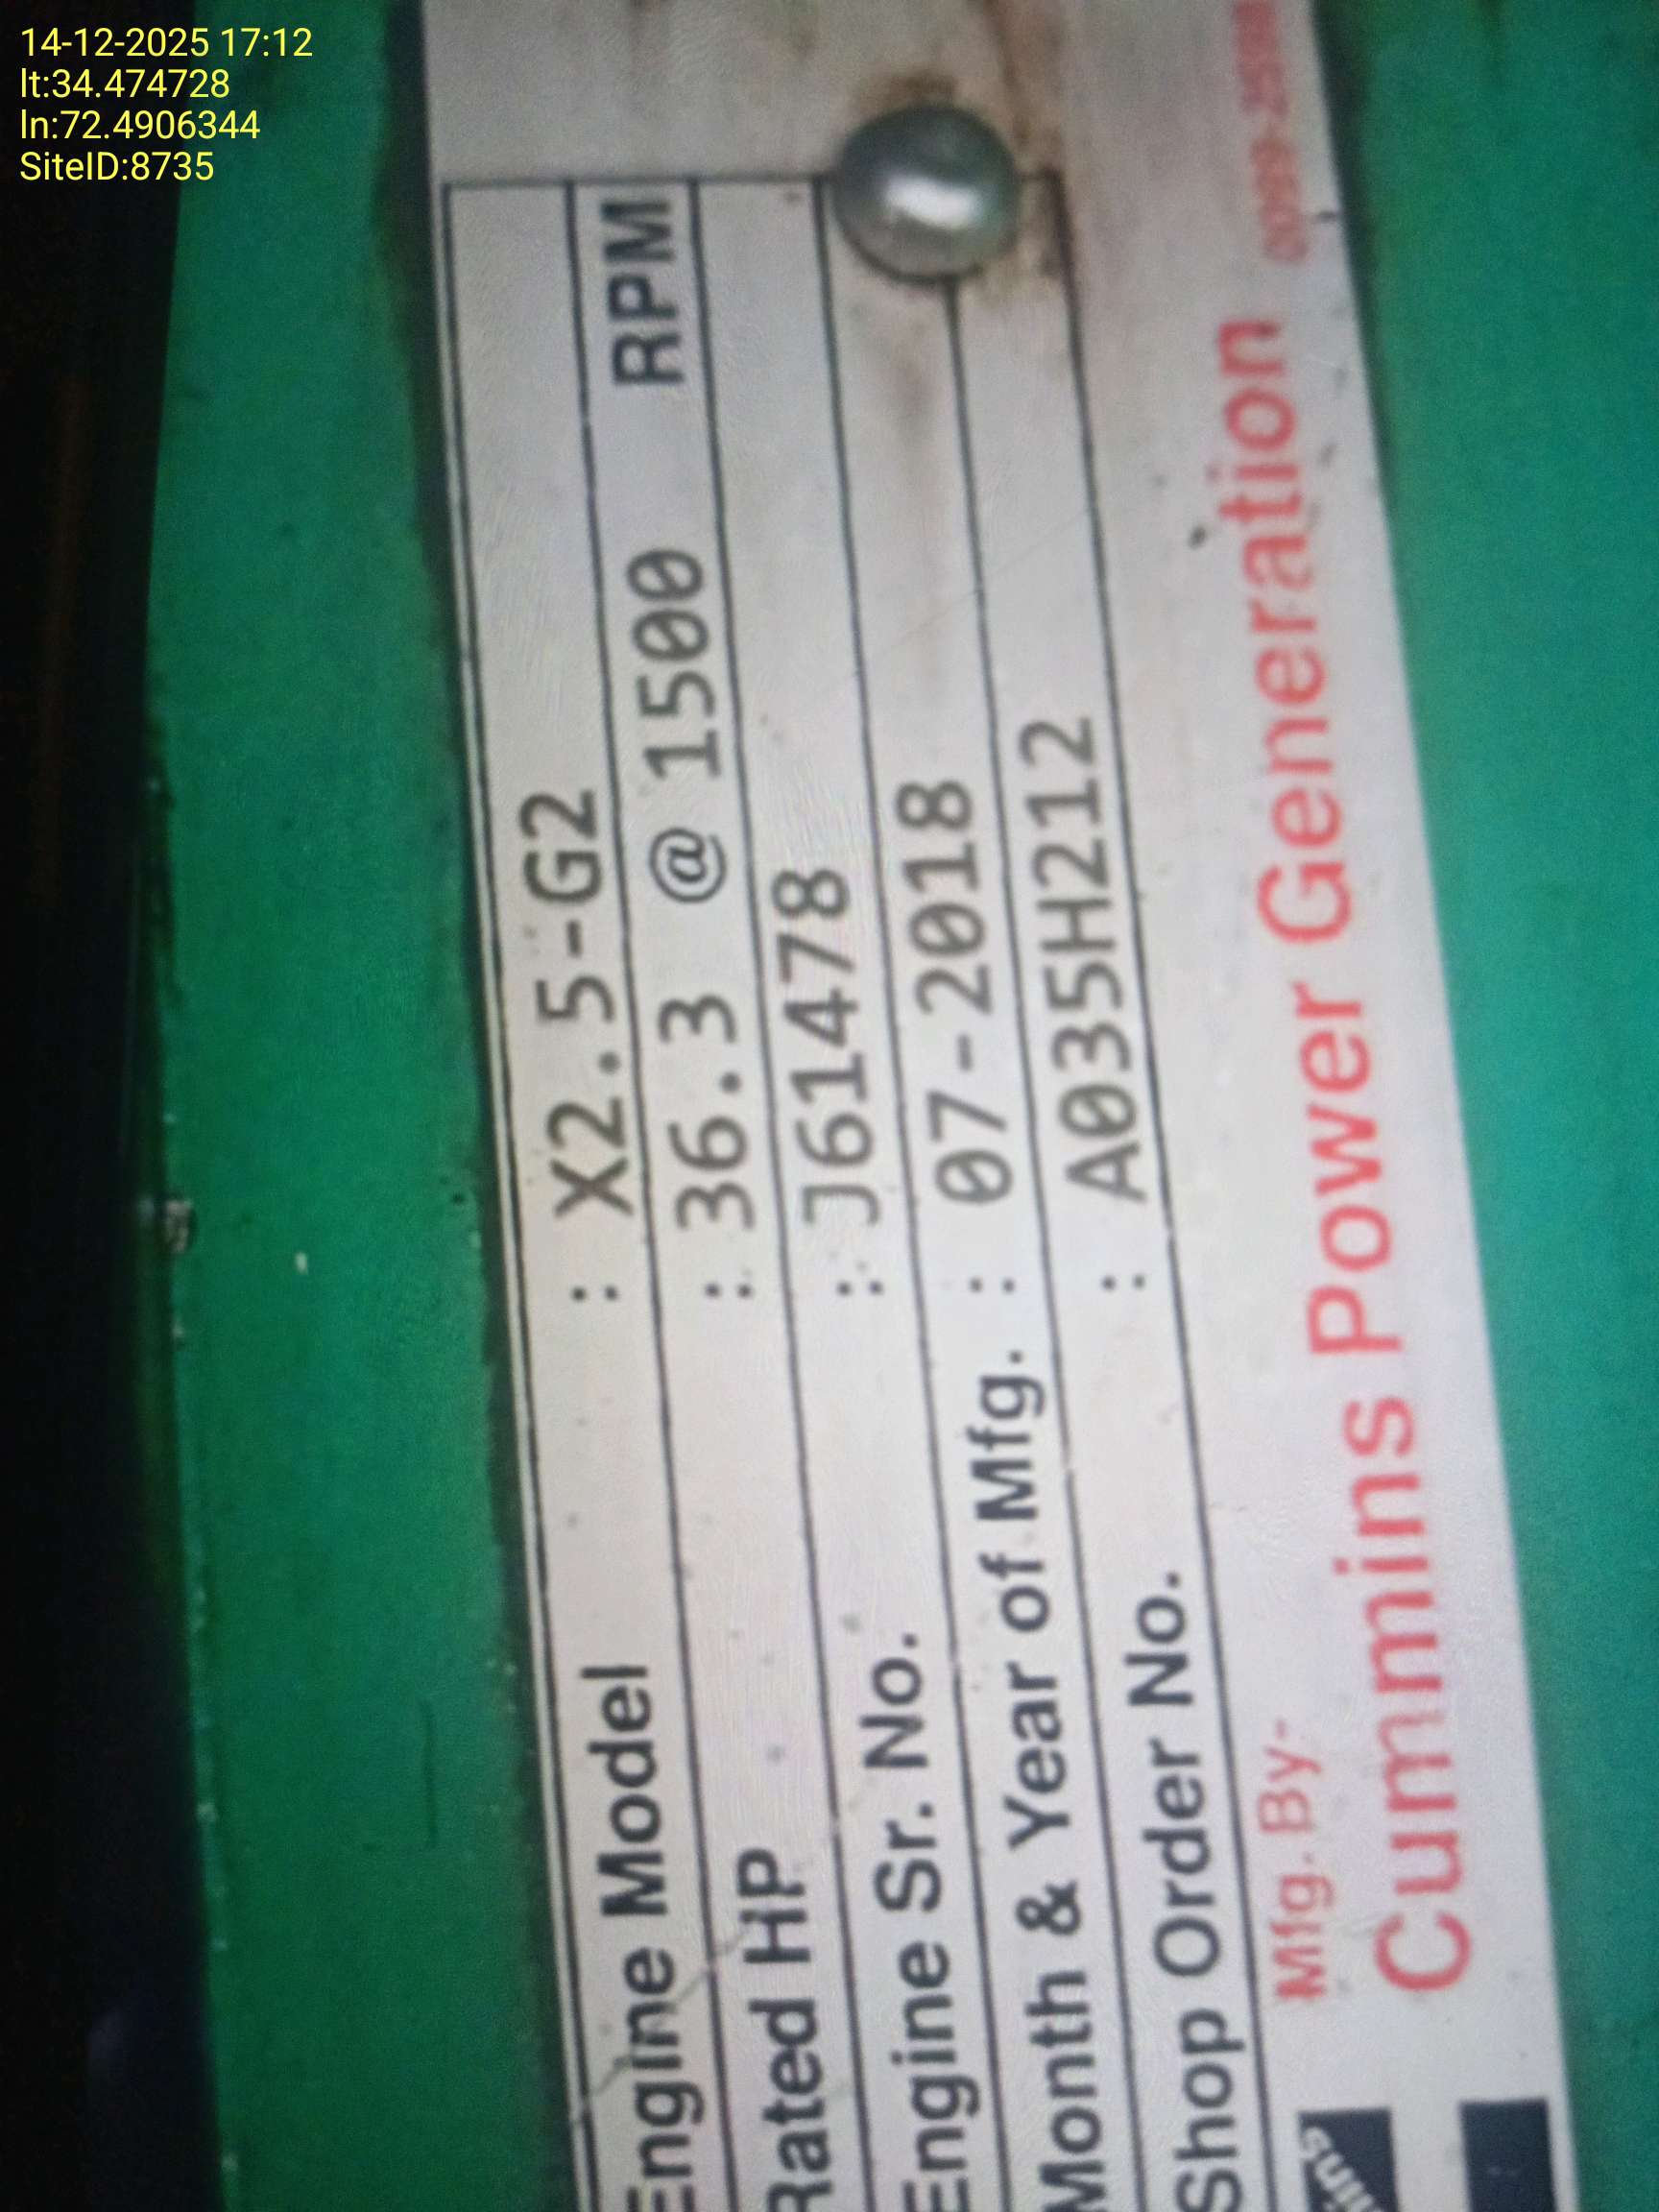 14-12-2025 17:12
lt:34.474728
ln:72.4906344
SiteID:8735
Engine Model : X2.5-G2
Rated HP : 36.3 @ 1500 RPM
Engine Sr. No. : J61478
Month & Year of Mfg. : 07-2018
Shop Order No. : A035H212
Mfg. By-
Cummins Power Generation